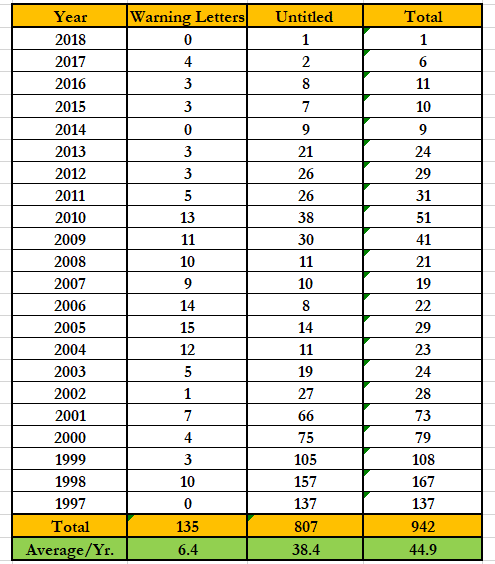 Year Warning Letters Untitled Total
2018 0 1 1
2017 4 2 6
2016 3 8 11
2015 3 7 10
2014 0 9 9
2013 3 21 24
2012 3 26 29
2011 5 26 31
2010 13 38 51
2009 11 30 41
2008 10 11 21
2007 9 10 19
2006 14 8 22
2005 15 14 29
2004 12 11 23
2003 5 19 24
2002 1 27 28
2001 7 66 73
2000 4 75 79
1999 3 105 108
1998 10 157 167
1997 0 137 137
Total 135 807 942
Average/Yr. 6.4 38.4 44.9